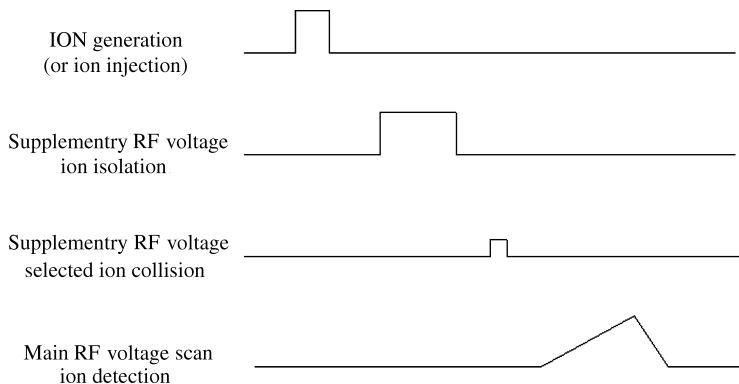 ION generation
(or ion injection)
Supplementry RF voltage
ion isolation
Supplementry RF voltage
selected ion collision
Main RF voltage scan
ion detection